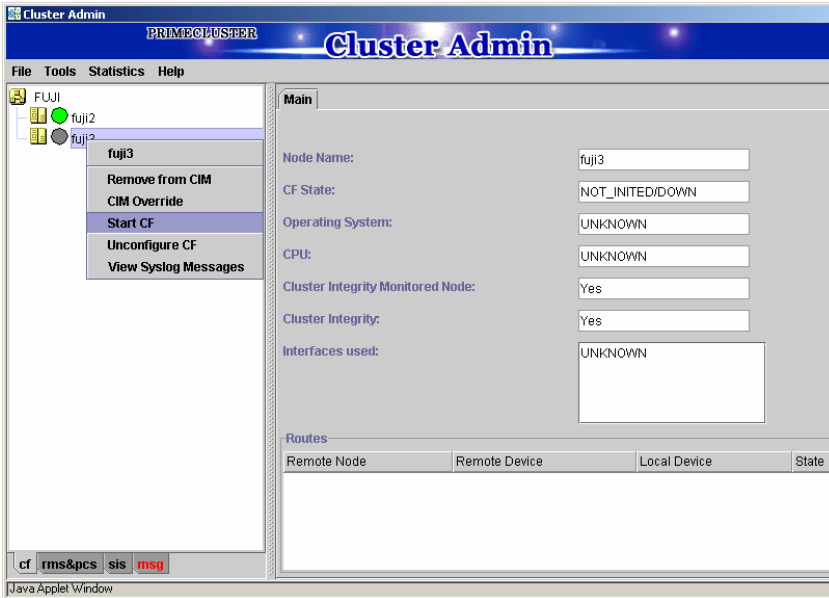 Cluster Admin
PRIMECLUSTER
Cluster Admin
File Tools Statistics Help
FUJI
fuji2
fuji3
fuji3
Remove from CIM
CIM Override
Start CF
Unconfigure CF
View Syslog Messages
Main
Node Name: fuji3
CF State: NOT_INITED/DOWN
Operating System: UNKNOWN
CPU: UNKNOWN
Cluster Integrity Monitored Node: Yes
Cluster Integrity: Yes
Interfaces used: UNKNOWN
Routes
Remote Node Remote Device Local Device State
cf rms&pcs sis msg
Java Applet Window